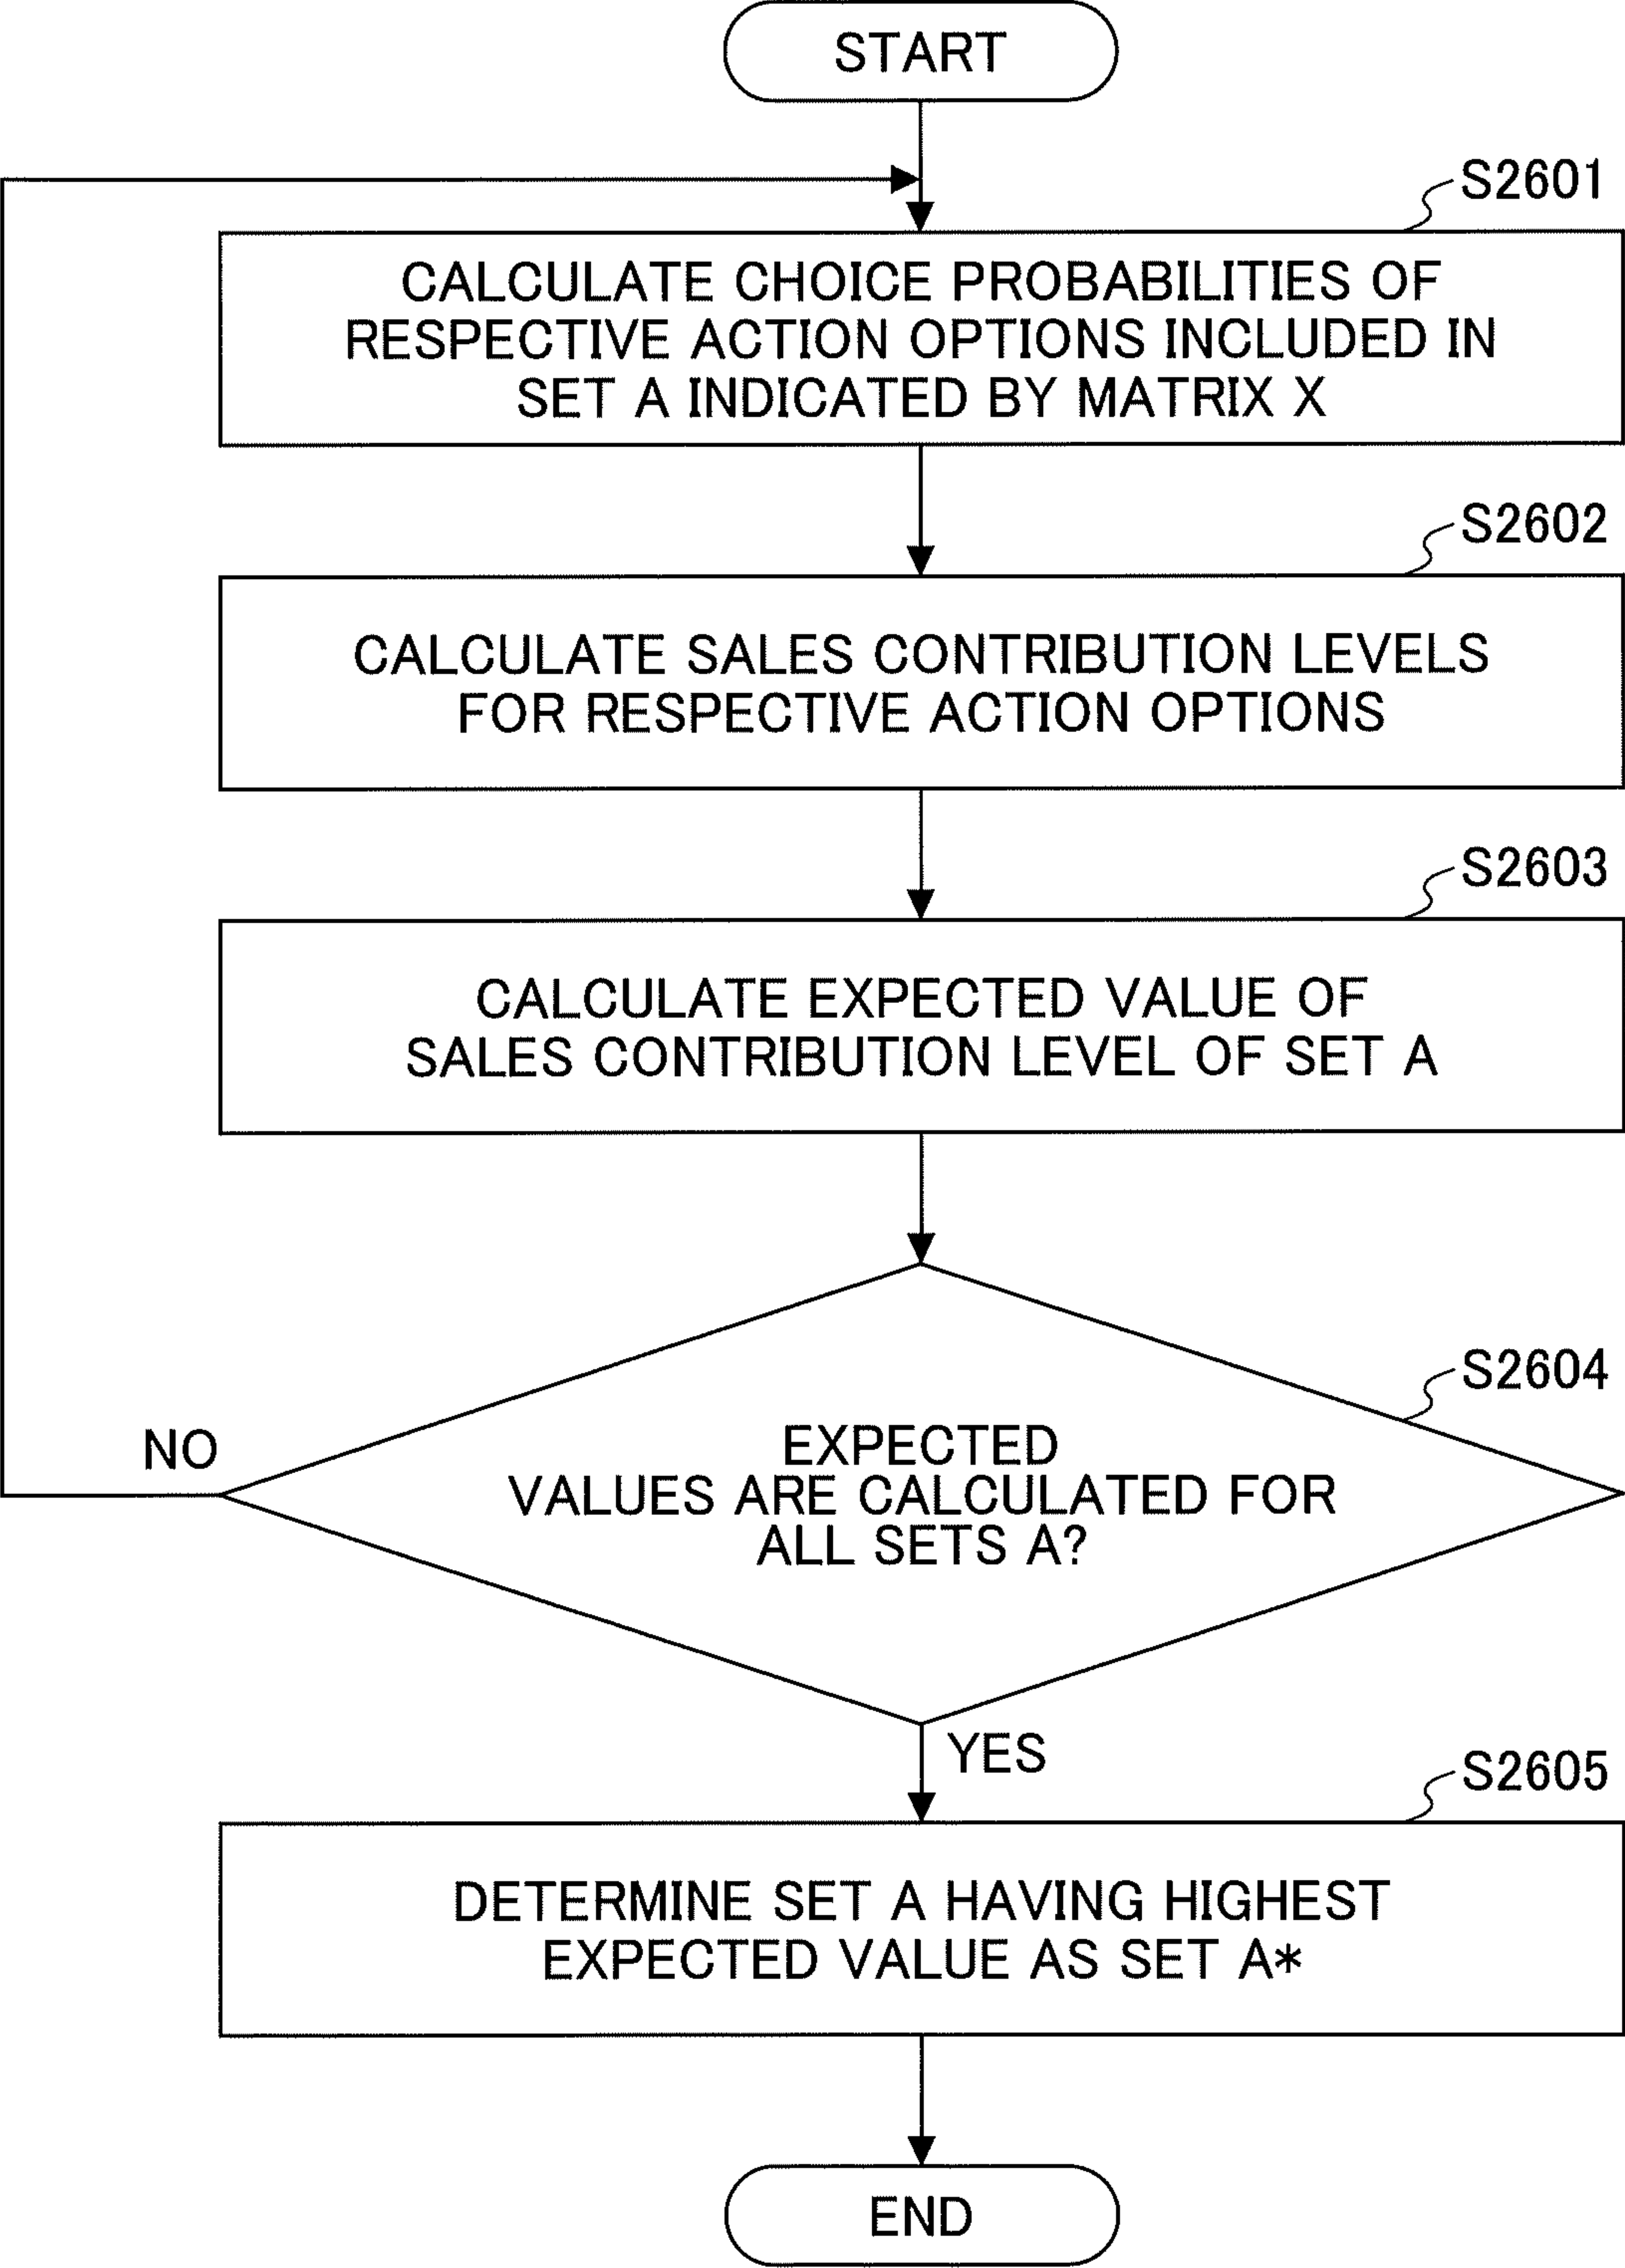 START
S2601
CALCULATE CHOICE PROBABILITIES OF
RESPECTIVE ACTION OPTIONS INCLUDED IN
SET A INDICATED BY MATRIX X
S2602
CALCULATE SALES CONTRIBUTION LEVELS
FOR RESPECTIVE ACTION OPTIONS
S2603
CALCULATE EXPECTED VALUE OF
SALES CONTRIBUTION LEVEL OF SET A
S2604
NO
EXPECTED
VALUES ARE CALCULATED FOR
ALL SETS A?
YES
S2605
DETERMINE SET A HAVING HIGHEST
EXPECTED VALUE AS SET A*
END